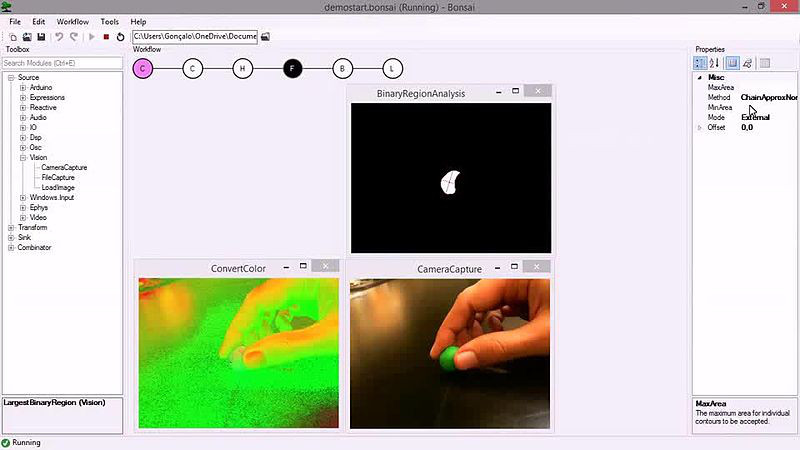 demostart.bonsai (Running) - Bonsai
File Edit Workflow Tools Help
C:\Users\Gonçalo\OneDrive\Docume
Toolbox
Workflow
Properties
Search Modules (Ctrl+E)
Source
Arduino
Expressions
Reactive
Audio
IO
Dsp
Osc
Vision
CameraCapture
FileCapture
LoadImage
Windows.Input
Ephys
Video
Transform
Sink
Combinator
C C H F B L
BinaryRegionAnalysis
ConvertColor
CameraCapture
Misc
MaxArea
Method ChainApproxNor
MinArea
Mode External
Offset 0,0
LargestBinaryRegion (Vision)
MaxArea
The maximum area for individual
contours to be accepted.
Running